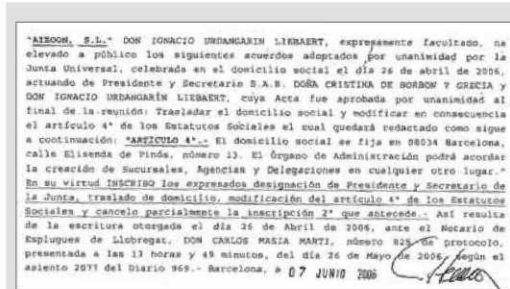 "AIZOON, S.L." DON IGNACIO URDANGARIN LIEBAERT, expresamente facultado, ha
elevado a público los siguientes acuerdos adoptados por unanimidad por la
Junta Universal, celebrada en el domicilio social el día 26 de abril de 2006,
actuando de Presidente y Secretario S.A.R. DOÑA CRISTINA DE BORBON Y GRECIA y
DON IGNACIO URDANGARÍN LIEBAERT, cuya Acta fue aprobada por unanimidad al
final de la reunión: Trasladar el domicilio social y modificar en consecuencia
el artículo 4º de los Estatutos Sociales el cual quedará redactado como sigue
a continuación: "ARTICULO 4º".- El domicilio social se fija en 08034 Barcelona,
calle Elisenda de Pinós, número 23. El Órgano de Administración podrá acordar
la creación de Sucursales, Agencias y Delegaciones en cualquier otro lugar."
En su virtud INSCRIBO los expresados designación de Presidente y Secretario de
la Junta, traslado de domicilio, modificación del artículo 4º de los Estatutos
Sociales y cancelo parcialmente la inscripción 2ª que antecede.- Así resulta
de la escritura otorgada el día 26 de Abril de 2006, ante el Notario de
Esplugues de Llobregat, DON CARLOS MASIA MARTI, número 825 de protocolo,
presentada a las 13 horas y 49 minutos, del día 26 de Mayo de 2006, según el
asiento 2077 del Diario 969.- Barcelona, a 07 JUNIO 2006